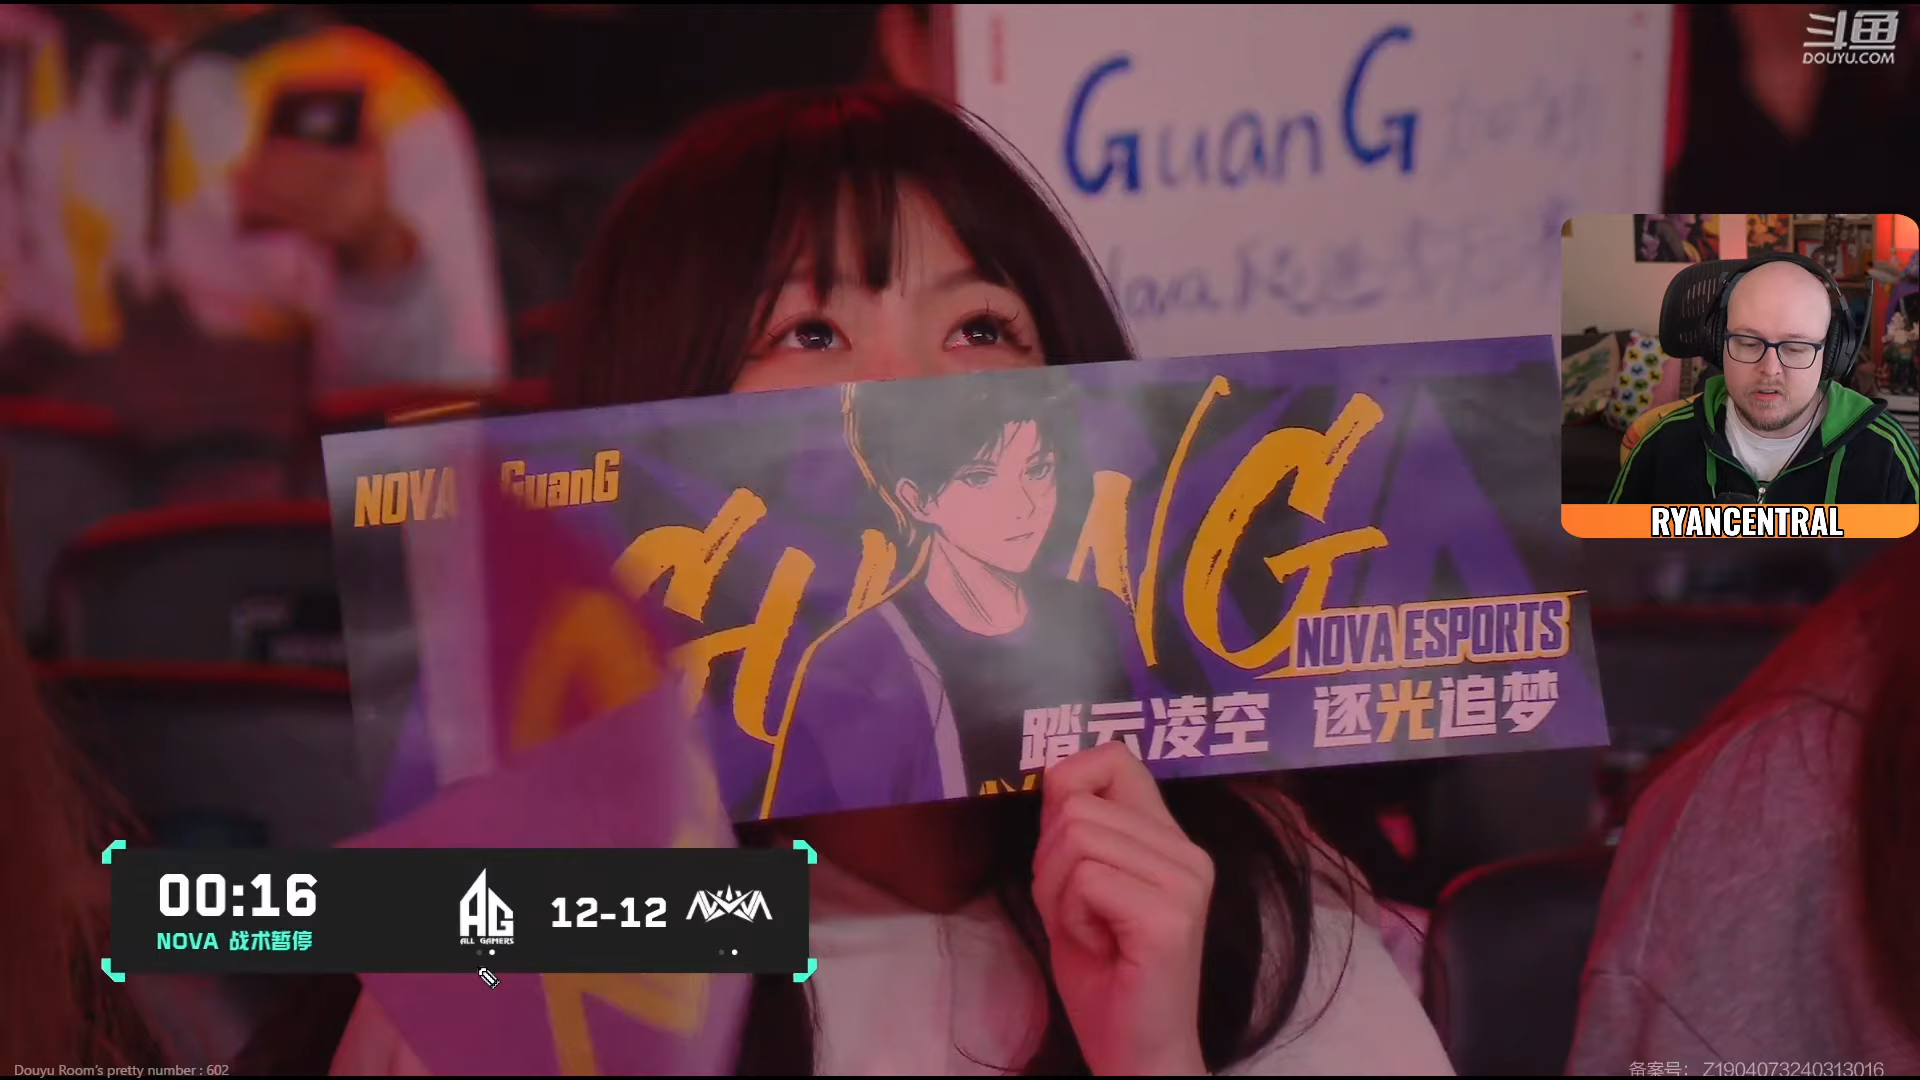 斗鱼
DOUYU.COM
GuanG
NOVA GuanG
GUANG
NOVA ESPORTS
踏云凌空 逐光追梦
RYANCENTRAL
00:16
NOVA 战术暂停
AG
ALL GAMERS
12-12
NOVA
Douyu Room's pretty number : 602
备案号: Z1904073240313016